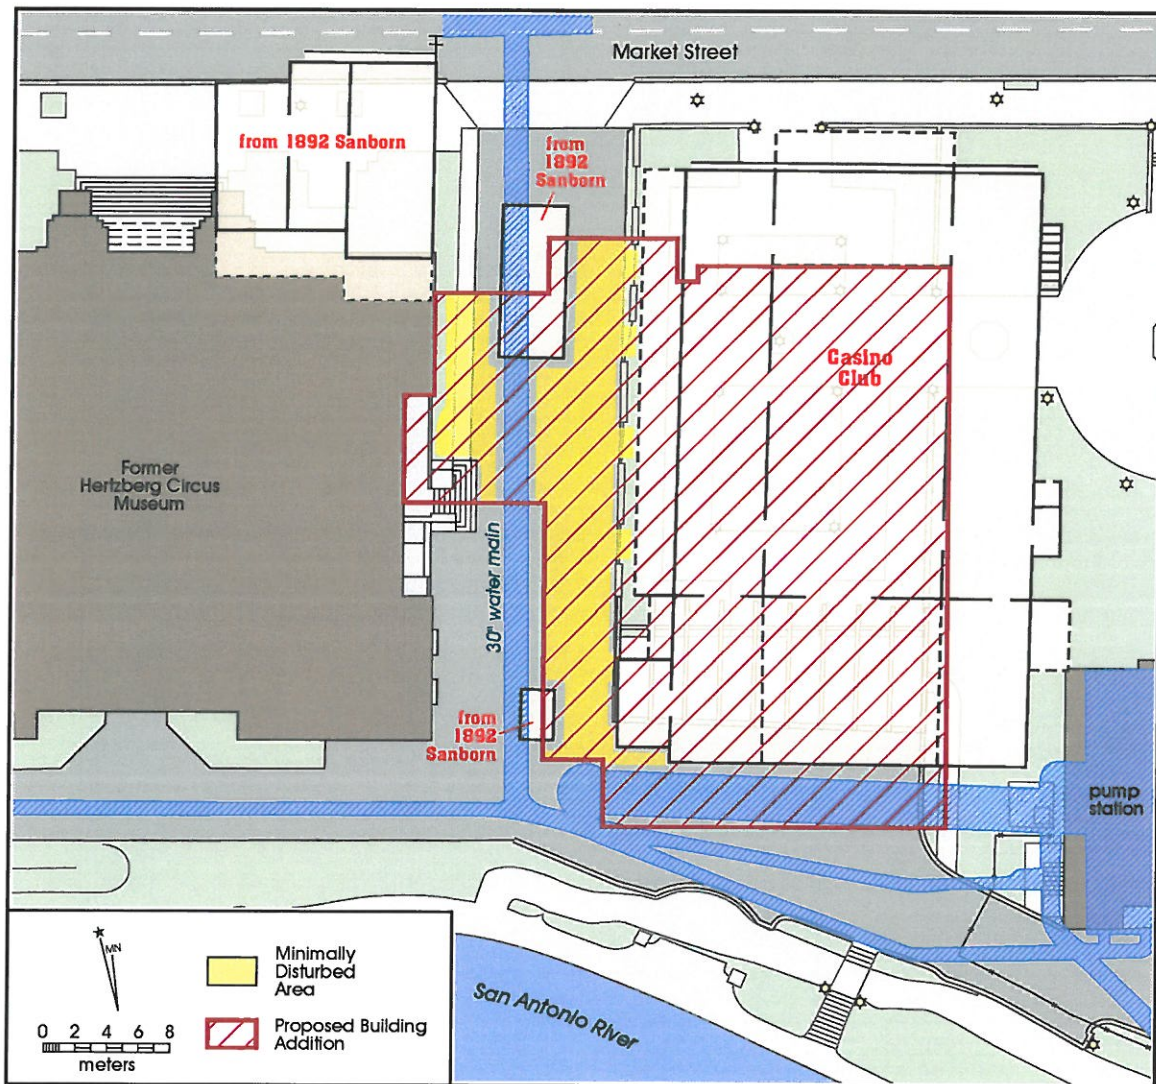 Market Street
from 1892 Sanborn
from
1892
Sanborn
Casino
Club
Former
Hertzberg Circus
Museum
30" water main
from
1892
Sanborn
pump
station
San Antonio River
MN
0 2 4 6 8
meters
Minimally
Disturbed
Area
Proposed Building
Addition